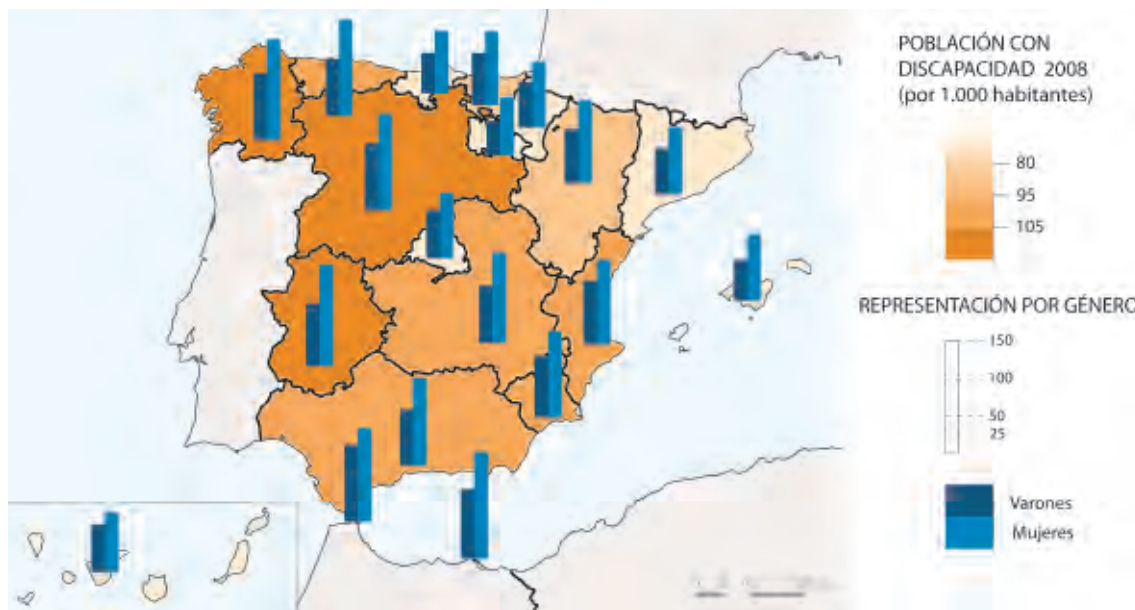 POBLACIÓN CON
DISCAPACIDAD 2008
(por 1.000 habitantes)
80
95
105
REPRESENTACIÓN POR GÉNERO
150
100
50
25
Varones
Mujeres